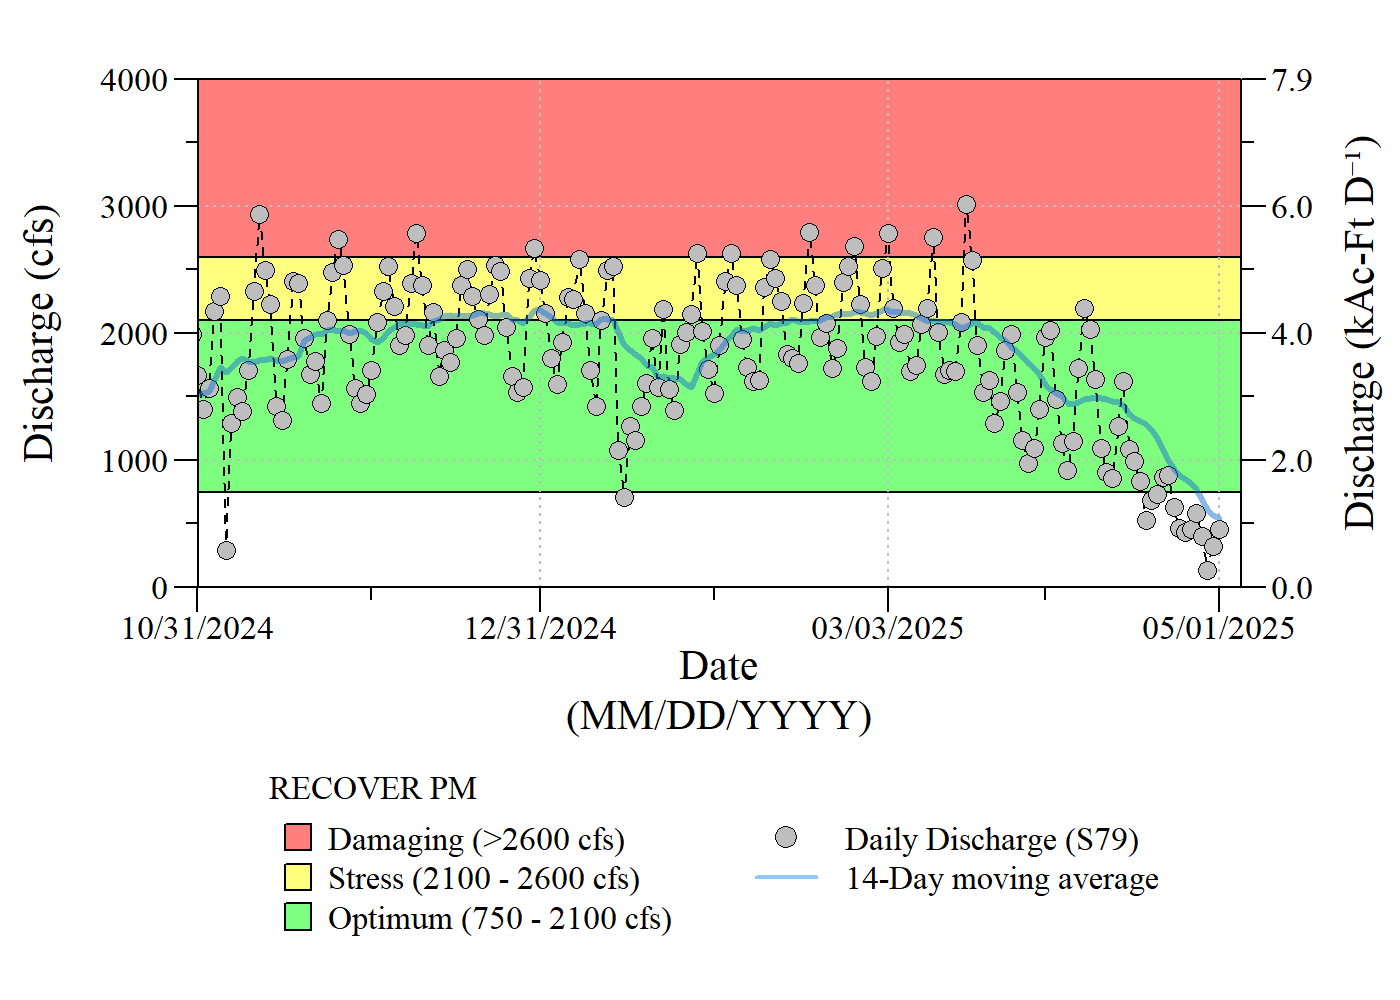 4000
3000
2000
1000
0
Discharge (cfs)
7.9
6.0
4.0
2.0
0.0
Discharge (kAc-Ft D⁻¹)
10/31/2024
12/31/2024
03/03/2025
05/01/2025
Date
(MM/DD/YYYY)
RECOVER PM
Damaging (>2600 cfs)
Stress (2100 - 2600 cfs)
Optimum (750 - 2100 cfs)
Daily Discharge (S79)
14-Day moving average